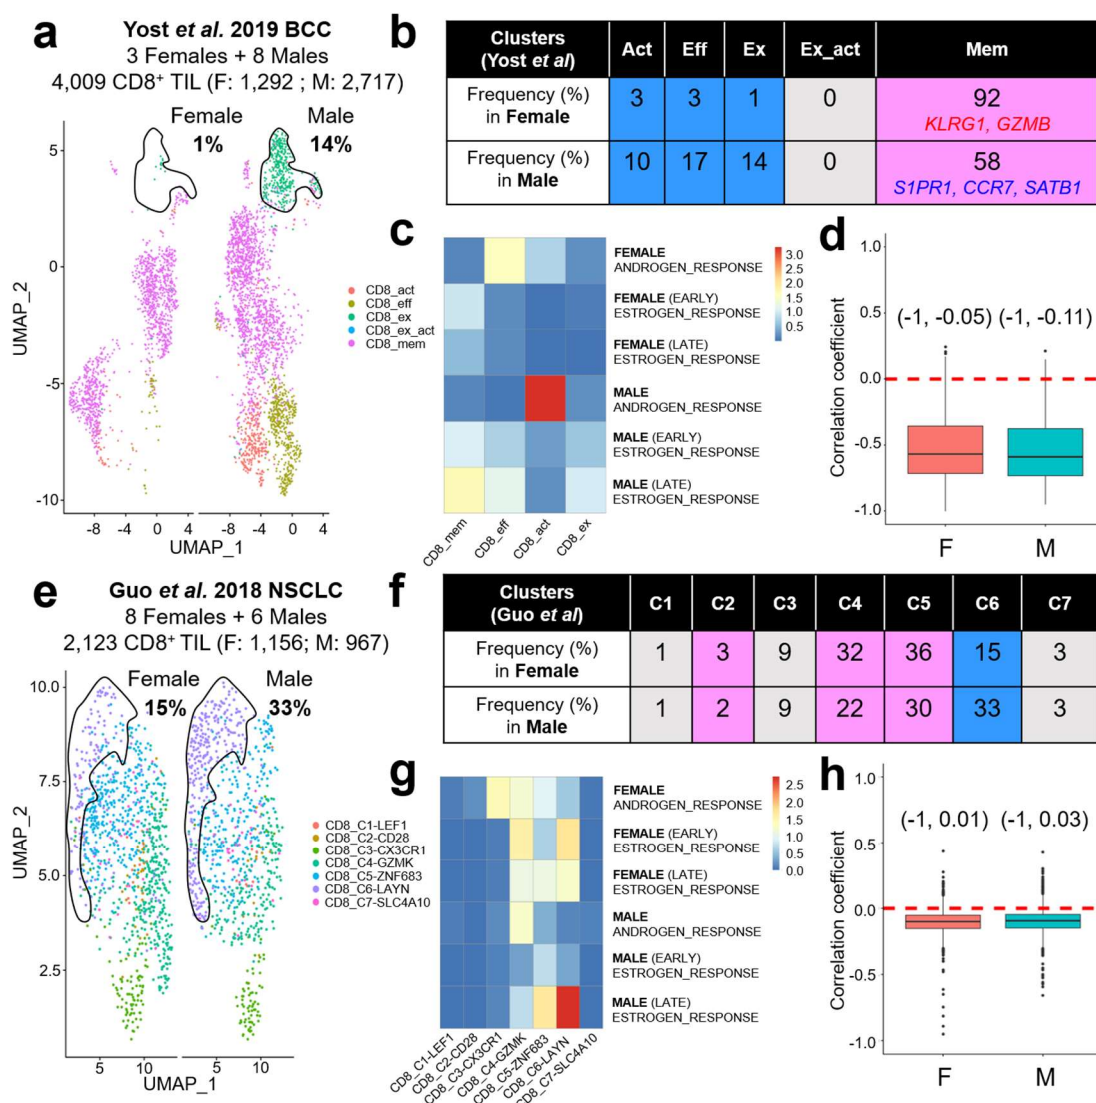 a
Yost et al. 2019 BCC
3 Females + 8 Males
4,009 CD8⁺ TIL (F: 1,292 ; M: 2,717)
Female
1%
Male
14%
UMAP_2
5
0
-5
-10
-8 -4 0 4 -8 -4 0 4
UMAP_1
CD8_act
CD8_eff
CD8_ex
CD8_ex_act
CD8_mem
b
Clusters (Yost et al) Act Eff Ex Ex_act Mem
Frequency (%) in Female 3 3 1 0 92
KLRG1, GZMB
Frequency (%) in Male 10 17 14 0 58
S1PR1, CCR7, SATB1
c
FEMALE
ANDROGEN_RESPONSE
FEMALE (EARLY)
ESTROGEN_RESPONSE
FEMALE (LATE)
ESTROGEN_RESPONSE
MALE
ANDROGEN_RESPONSE
MALE (EARLY)
ESTROGEN_RESPONSE
MALE (LATE)
ESTROGEN_RESPONSE
3.0
2.5
2.0
1.5
1.0
0.5
CD8_mem
CD8_eff
CD8_act
CD8_ex
d
Correlation coefficient
1.0
(-1, -0.05) (-1, -0.11)
0.0
-0.5
-1.0
F M
e
Guo et al. 2018 NSCLC
8 Females + 6 Males
2,123 CD8⁺ TIL (F: 1,156; M: 967)
Female
15%
Male
33%
UMAP_2
10.0
7.5
5.0
2.5
5 10 5 10
UMAP_1
CD8_C1-LEF1
CD8_C2-CD28
CD8_C3-CX3CR1
CD8_C4-GZMK
CD8_C5-ZNF683
CD8_C6-LAYN
CD8_C7-SLC4A10
f
Clusters (Guo et al) C1 C2 C3 C4 C5 C6 C7
Frequency (%) in Female 1 3 9 32 36 15 3
Frequency (%) in Male 1 2 9 22 30 33 3
g
FEMALE
ANDROGEN_RESPONSE
FEMALE (EARLY)
ESTROGEN_RESPONSE
FEMALE (LATE)
ESTROGEN_RESPONSE
MALE
ANDROGEN_RESPONSE
MALE (EARLY)
ESTROGEN_RESPONSE
MALE (LATE)
ESTROGEN_RESPONSE
2.5
2.0
1.5
1.0
0.5
0.0
CD8_C1-LEF1
CD8_C2-CD28
CD8_C3-CX3CR1
CD8_C4-GZMK
CD8_C5-ZNF683
CD8_C6-LAYN
CD8_C7-SLC4A10
h
Correlation coefficient
1.0
(-1, 0.01) (-1, 0.03)
0.0
-0.5
-1.0
F M